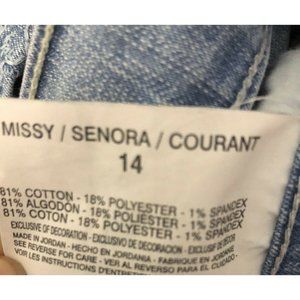 MISSY / SENORA / COURANT
14
81% COTTON - 18% POLYESTER - 1% SPANDEX
81% ALGODON - 18% POLIÉSTER - 1% SPANDEX
81% COTON - 18% POLYESTER - 1% SPANDEX
EXCLUSIVE OF DECORATION - EXCLUSIVO DE DECORACION - EXCLUSIF DE DÉCOR
MADE IN JORDAN - HECHO EN JORDANIA - FABRIQUE EN JORDANIE
SEE REVERSE FOR CARE - VER AL REVERSO PARA EL CUIDADO -
VOIR LES INSTRUCTIONS D'ENTRETIEN